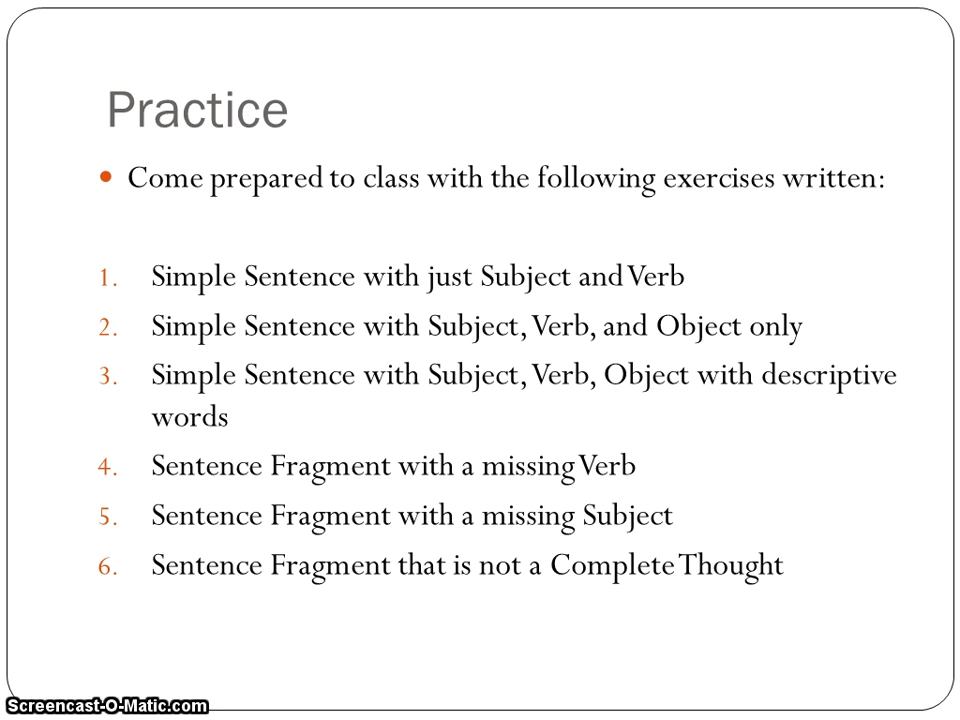 Practice
• Come prepared to class with the following exercises written:
1. Simple Sentence with just Subject and Verb
2. Simple Sentence with Subject, Verb, and Object only
3. Simple Sentence with Subject, Verb, Object with descriptive
words
4. Sentence Fragment with a missing Verb
5. Sentence Fragment with a missing Subject
6. Sentence Fragment that is not a Complete Thought
Screencast-O-Matic.com